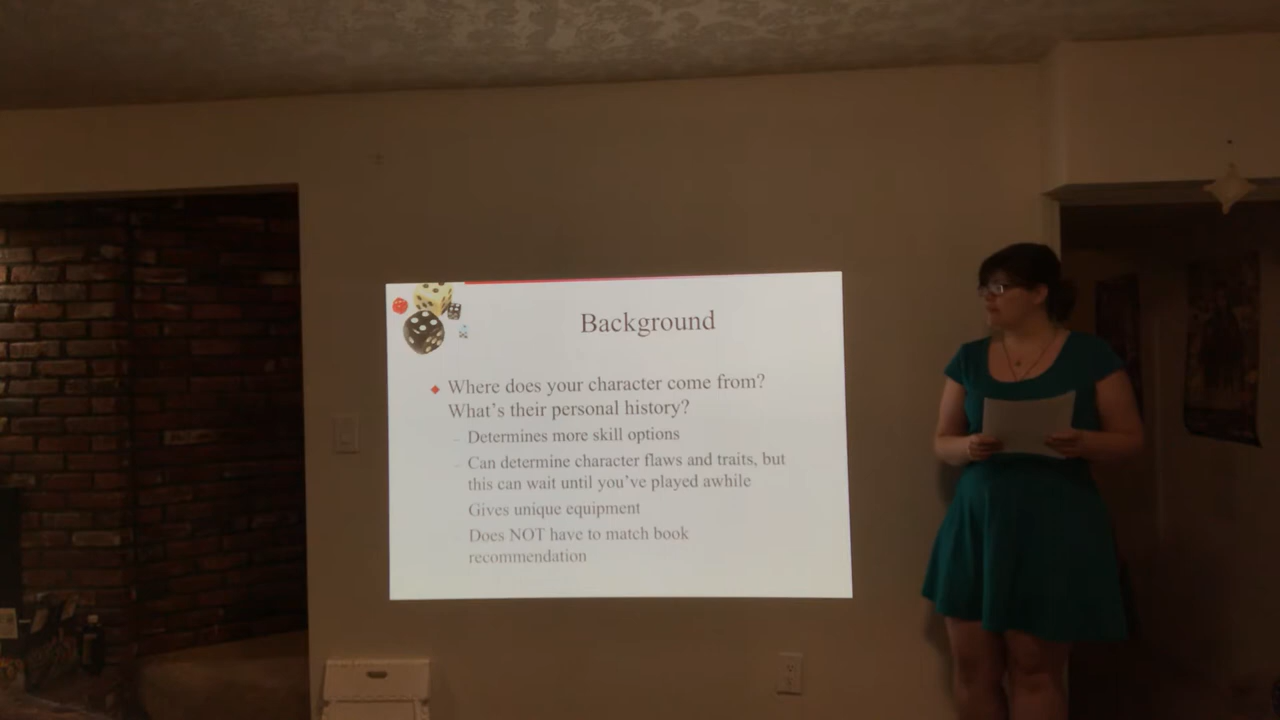 Background
Where does your character come from?
What's their personal history?
Determines more skill options
Can determine character flaws and traits, but
this can wait until you've played awhile
Gives unique equipment
Does NOT have to match book
recommendation